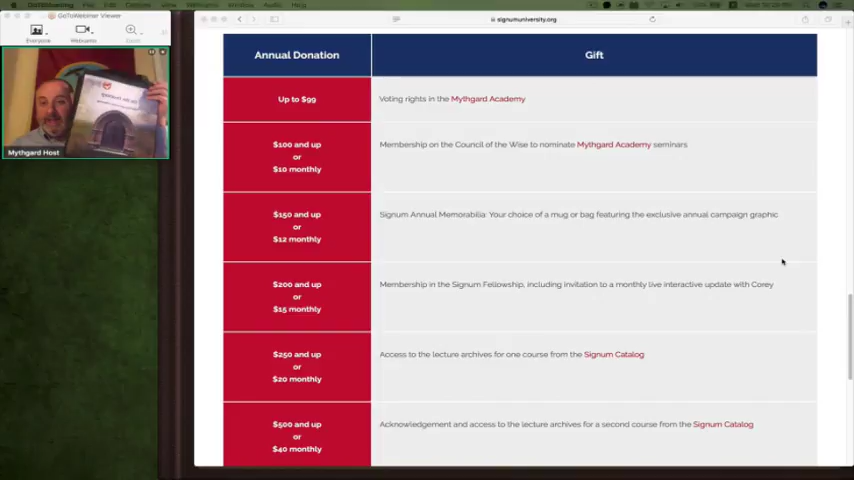 GoToWebinar Viewer
Everyone
Webcams
Zoom
Mythgard Host
signumuniversity.org
Annual Donation
Gift
Up to $99
Voting rights in the Mythgard Academy
$100 and up
or
$10 monthly
Membership on the Council of the Wise to nominate Mythgard Academy seminars
$150 and up
or
$12 monthly
Signum Annual Memorabilia: Your choice of a mug or bag featuring the exclusive annual campaign graphic
$200 and up
or
$15 monthly
Membership in the Signum Fellowship, including invitation to a monthly live interactive update with Corey
$250 and up
or
$20 monthly
Access to the lecture archives for one course from the Signum Catalog
$500 and up
or
$40 monthly
Acknowledgement and access to the lecture archives for a second course from the Signum Catalog